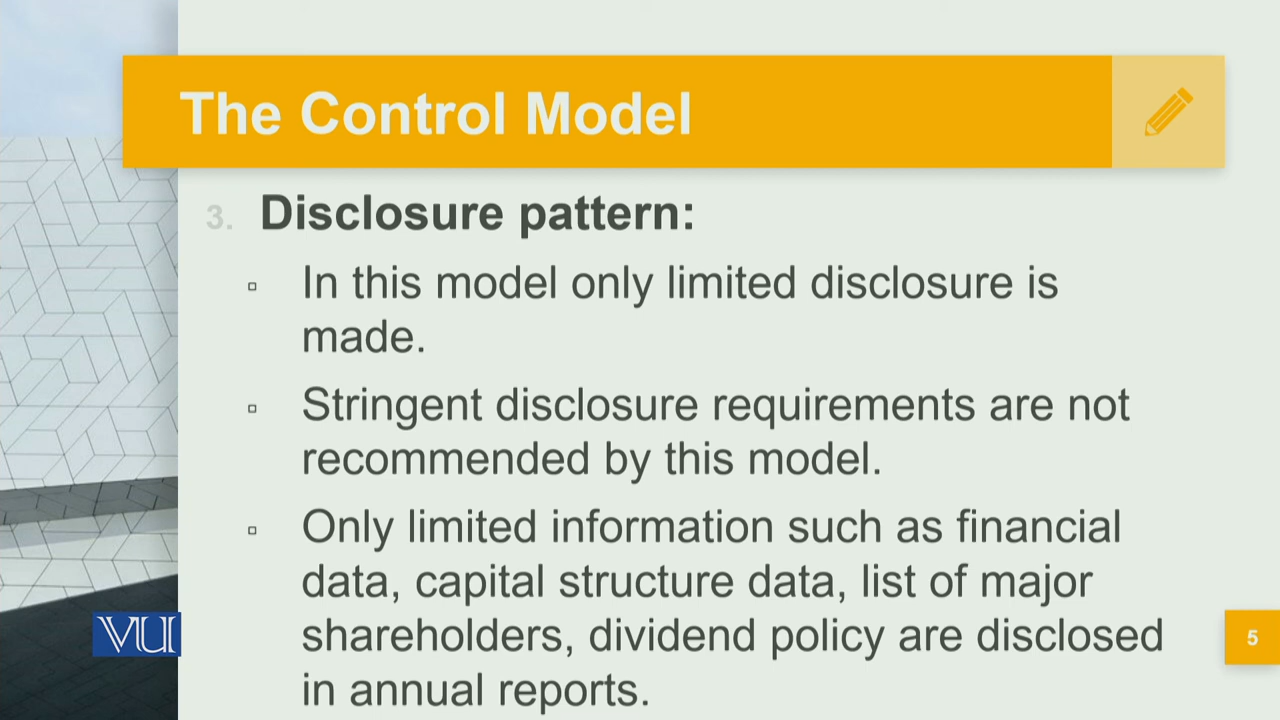 The Control Model
3. Disclosure pattern:
▫ In this model only limited disclosure is
made.
▫ Stringent disclosure requirements are not
recommended by this model.
▫ Only limited information such as financial
data, capital structure data, list of major
shareholders, dividend policy are disclosed
in annual reports.
VU
5